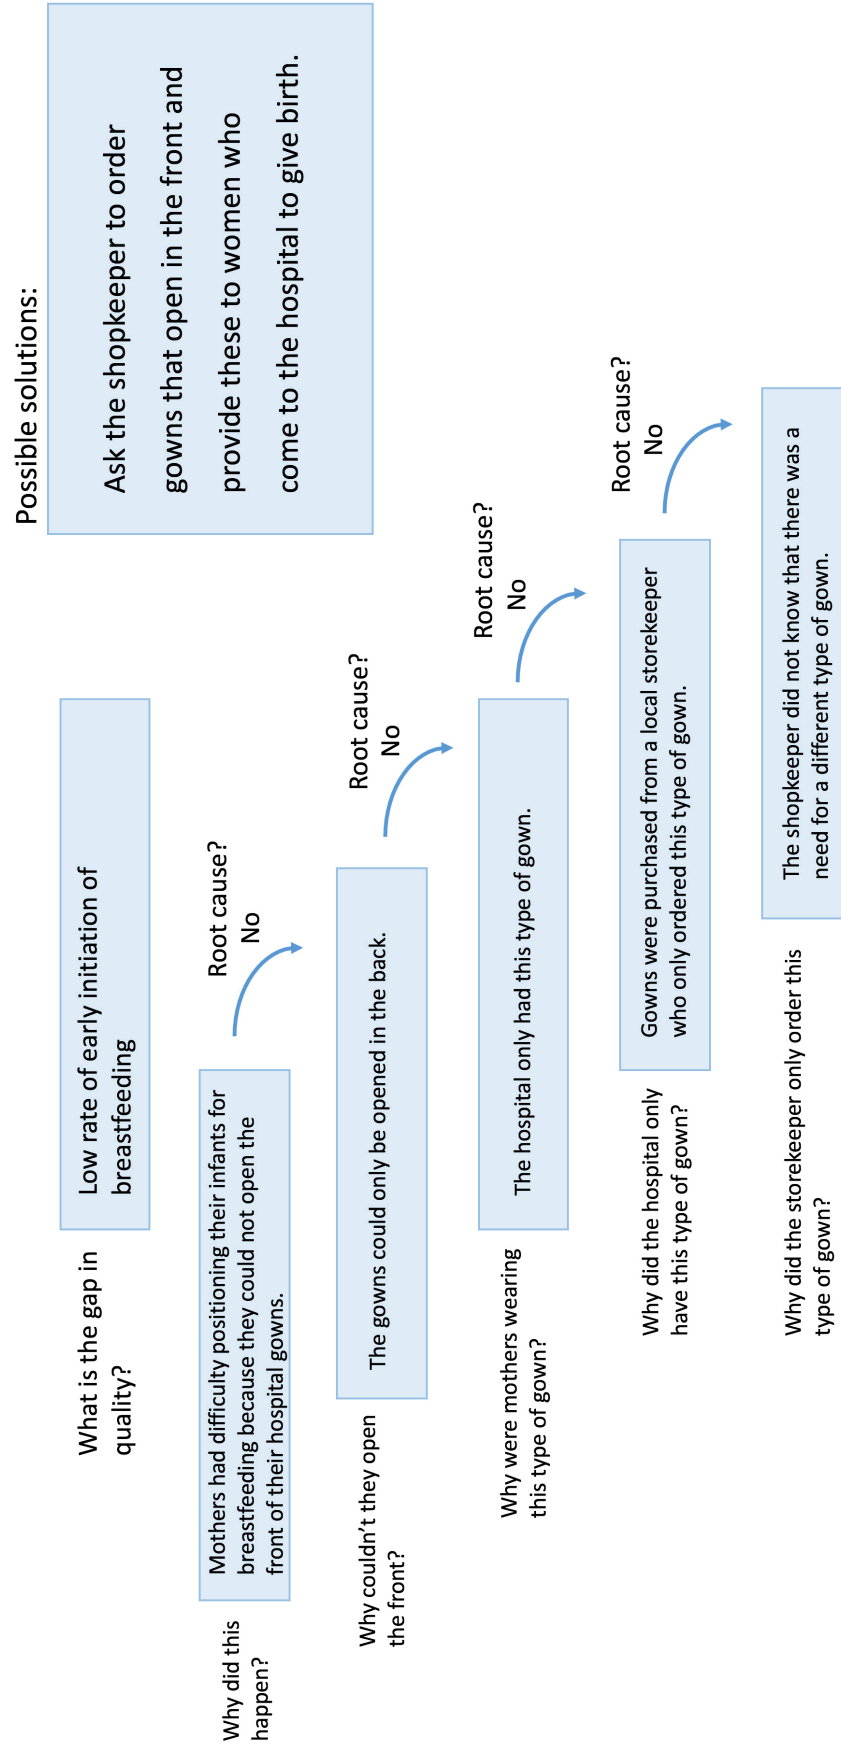 What is the gap in
quality?
Low rate of early initiation of
breastfeeding
Possible solutions:
Ask the shopkeeper to order
gowns that open in the front and
provide these to women who
come to the hospital to give birth.
Why did this
happen?
Mothers had difficulty positioning their infants for
breastfeeding because they could not open the
front of their hospital gowns.
Root cause?
No
Why couldn't they open
the front?
The gowns could only be opened in the back.
Root cause?
No
Why were mothers wearing
this type of gown?
The hospital only had this type of gown.
Root cause?
No
Why did the hospital only
have this type of gown?
Gowns were purchased from a local storekeeper
who only ordered this type of gown.
Root cause?
No
Why did the storekeeper only order this
type of gown?
The shopkeeper did not know that there was a
need for a different type of gown.